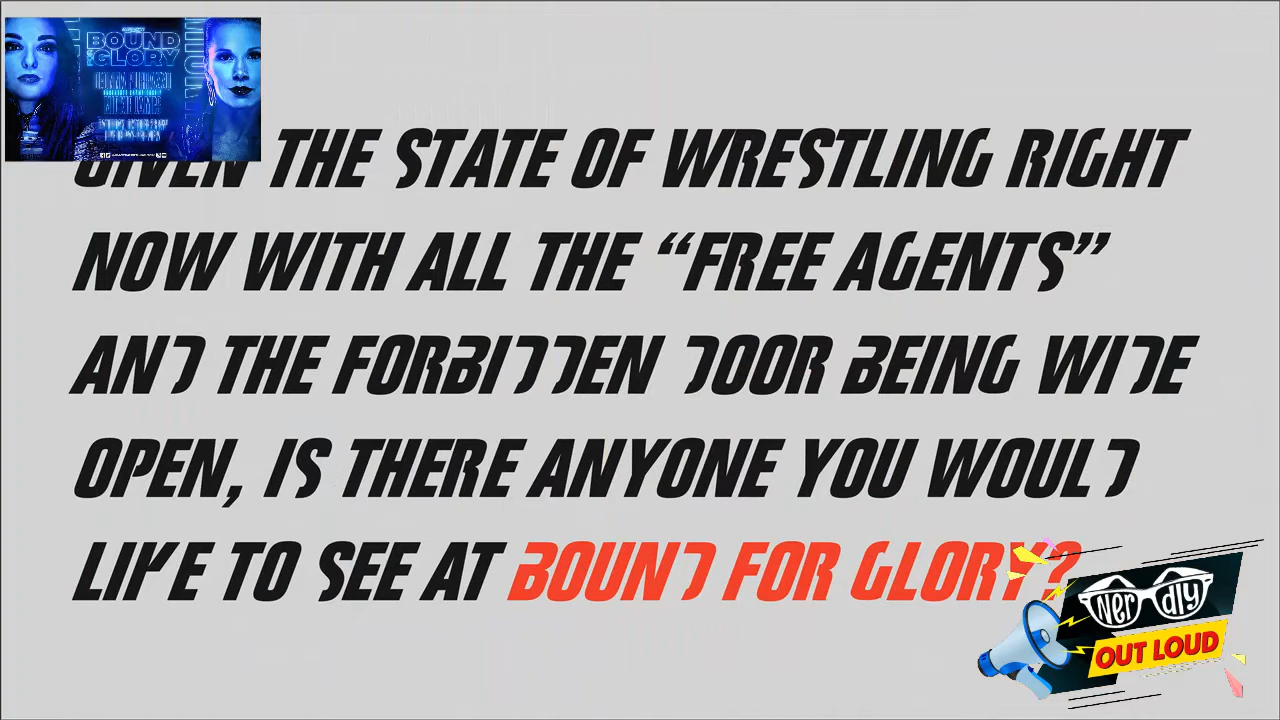 BOUND
FOR GLORY
GIVEN THE STATE OF WRESTLING RIGHT
NOW WITH ALL THE “FREE AGENTS”
AND THE FORBIDDEN DOOR BEING WIDE
OPEN, IS THERE ANYONE YOU WOULD
LIKE TO SEE AT BOUND FOR GLORY?
Nerdly
OUT LOUD